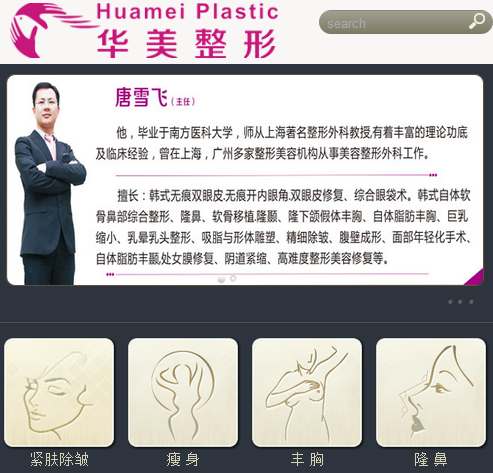 Huamei Plastic
华美整形
search
唐雪飞（主任）
他，毕业于南方医科大学，师从上海著名整形外科教授,有着丰富的理论功底
及临床经验，曾在上海，广州多家整形美容机构从事美容整形外科工作。
擅长：韩式无痕双眼皮.无痕开内眼角.双眼皮修复、综合眼袋术。韩式自体软
骨鼻部综合整形、隆鼻、软骨移植.隆颞、隆下颌假体丰胸、自体脂肪丰胸、巨乳
缩小、乳晕乳头整形、吸脂与形体雕塑、精细除皱、腹壁成形、面部年轻化手术、
自体脂肪丰颞,处女膜修复、阴道紧缩、高难度整形美容修复等。
紧肤除皱
瘦身
丰胸
隆鼻